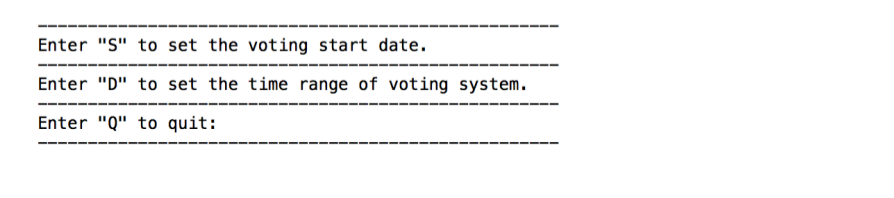 ----------------------------------------------------
Enter "S" to set the voting start date.
----------------------------------------------------
Enter "D" to set the time range of voting system.
----------------------------------------------------
Enter "Q" to quit:
----------------------------------------------------